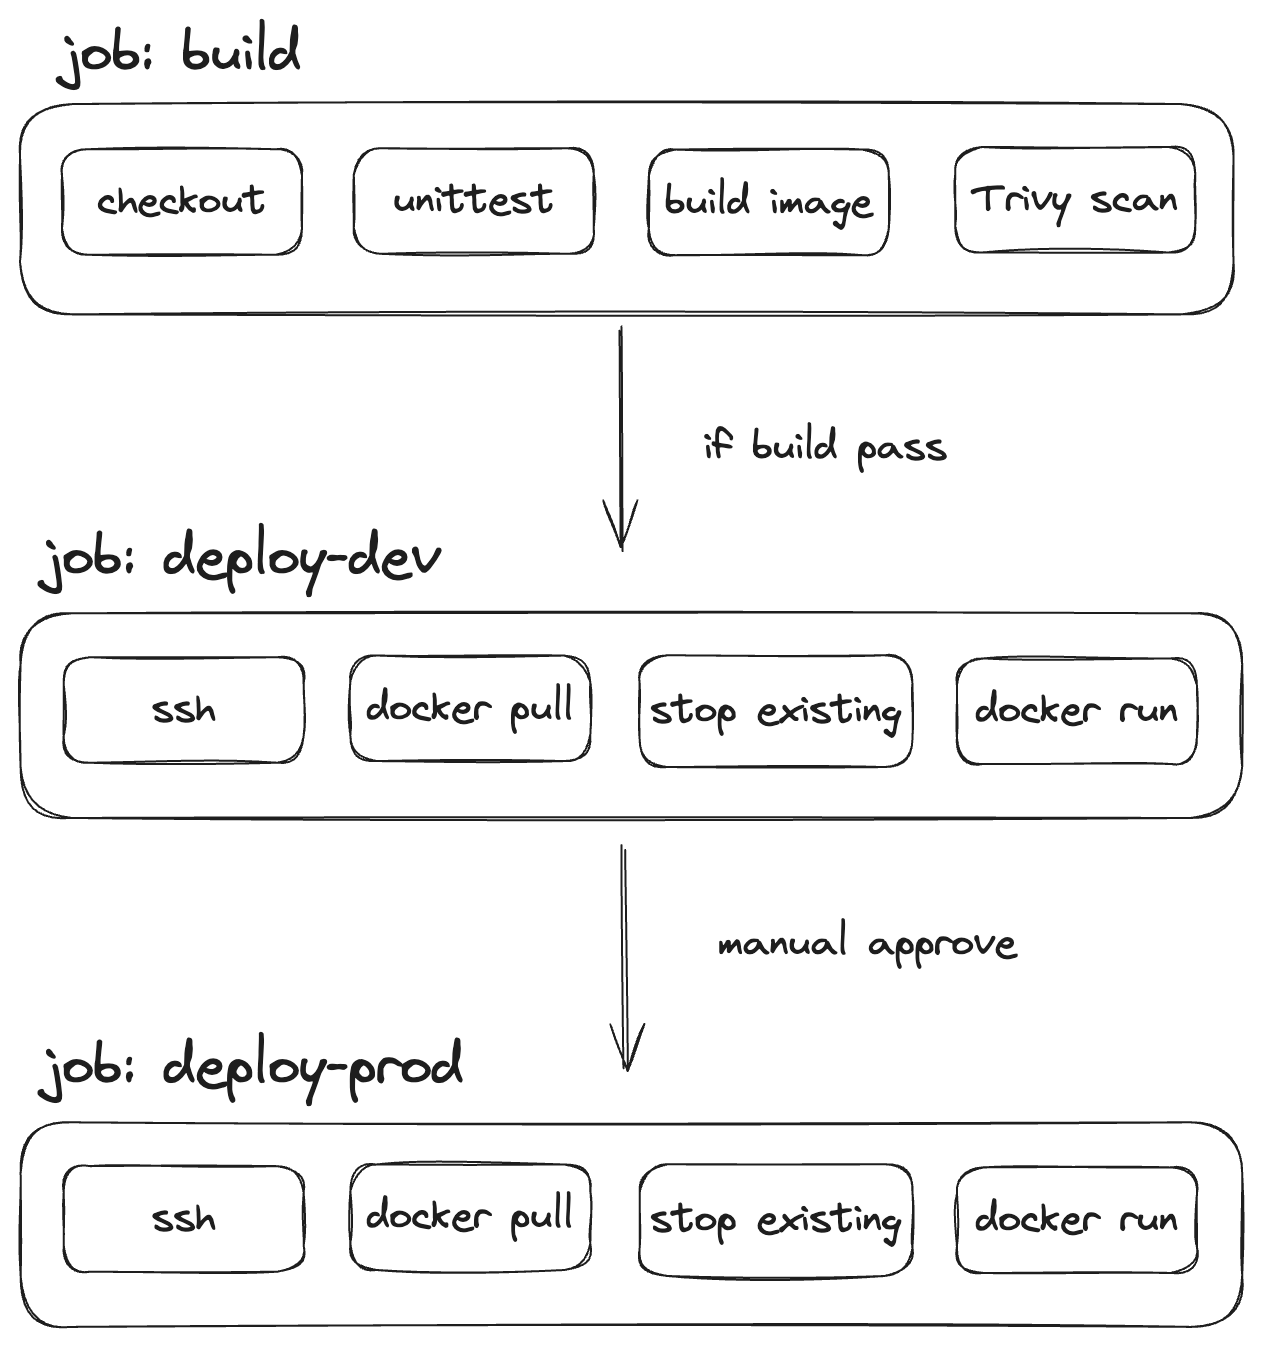 job: build
checkout
unittest
build image
Trivy scan
if build pass
job: deploy-dev
ssh
docker pull
stop existing
docker run
manual approve
job: deploy-prod
ssh
docker pull
stop existing
docker run